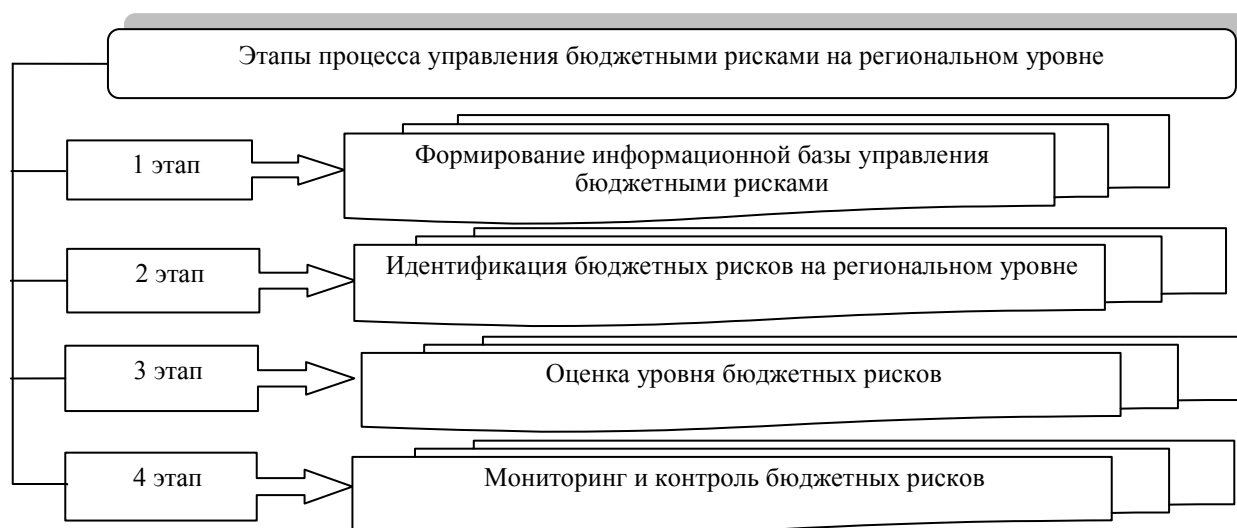 Этапы процесса управления бюджетными рисками на региональном уровне
1 этап
Формирование информационной базы управления
бюджетными рисками
2 этап
Идентификация бюджетных рисков на региональном уровне
3 этап
Оценка уровня бюджетных рисков
4 этап
Мониторинг и контроль бюджетных рисков